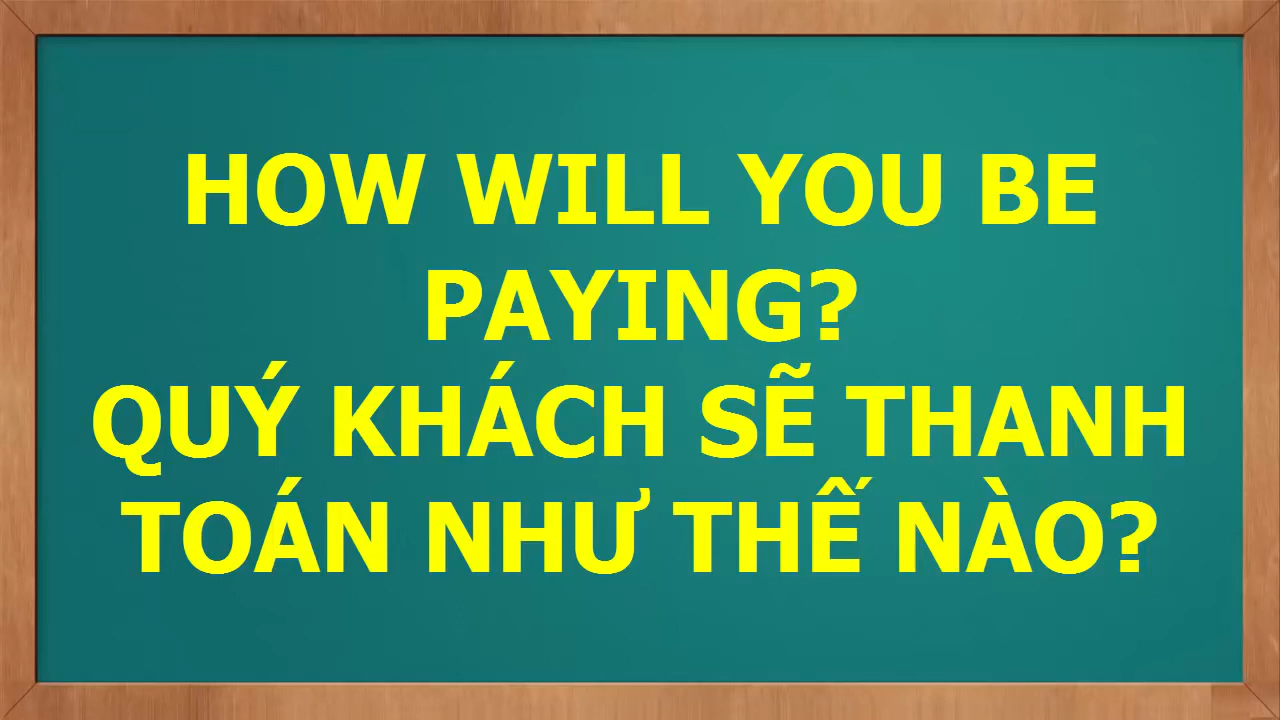 HOW WILL YOU BE
PAYING?
QUÝ KHÁCH SẼ THANH
TOÁN NHƯ THẾ NÀO?